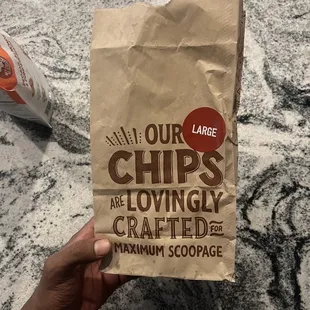 OUR
LARGE
CHIPS
ARE LOVINGLY
CRAFTED FOR
MAXIMUM SCOOPAGE